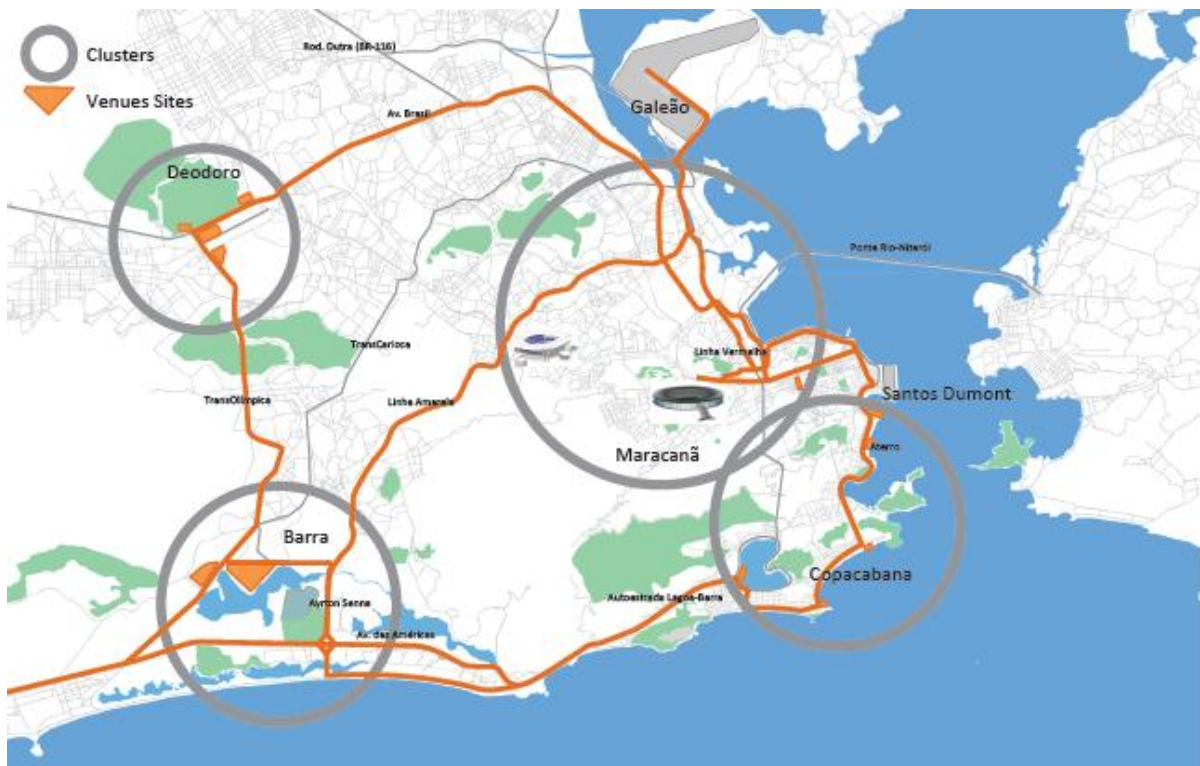 Clusters
Venues Sites
Rod. Dutra (BR-116)
Galeão
Av. Brasil
Deodoro
Ponte Rio-Niterói
TransCarioca
Linha Vermelha
TransOlímpica
Linha Amarela
Santos Dumont
Maracanã
Aterro
Barra
Copacabana
Autoestrada Lagoa-Barra
Ayrton Senna
Av. das Américas